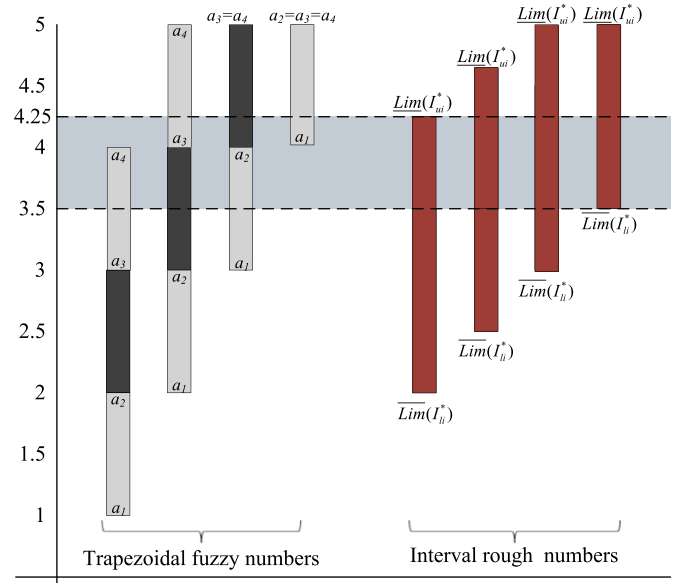 5
4.5
4.25
4
3.5
3
2.5
2
1.5
1
a4
a3
a2
a1
a4
a3
a2
a1
a3=a4
a2
a1
a2=a3=a4
a1
Lim(I*ui)
Lim(I*li)
Lim(I*ui)
Lim(I*li)
Lim(I*ui)
Lim(I*li)
Lim(I*ui)
Lim(I*li)
Trapezoidal fuzzy numbers
Interval rough numbers